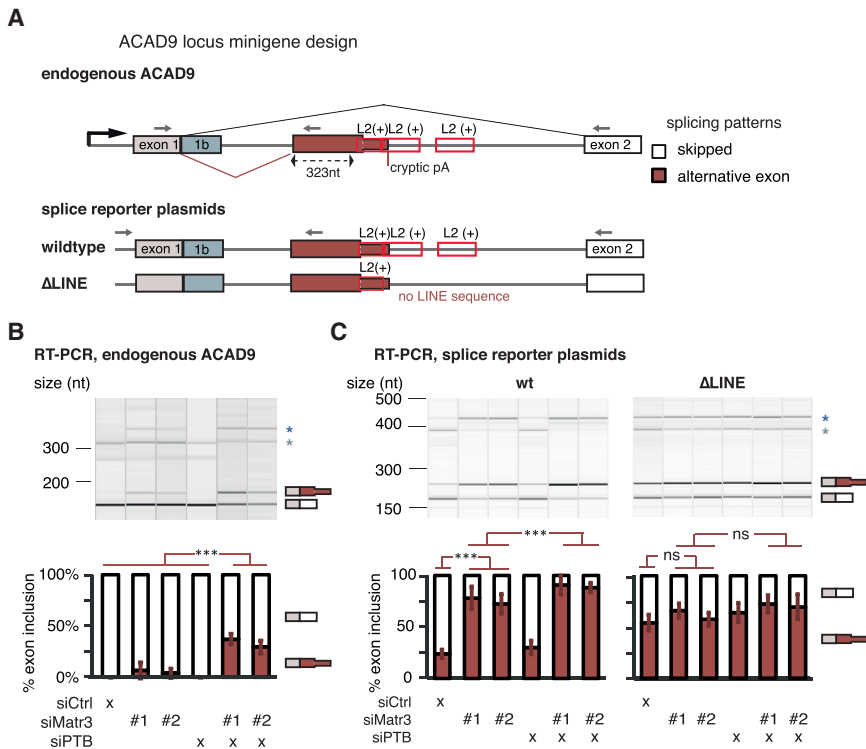 A
ACAD9 locus minigene design
endogenous ACAD9
L2(+) L2 (+) L2 (+)
exon 1 1b exon 2
323nt
cryptic pA
splicing patterns
skipped
alternative exon
splice reporter plasmids
L2(+) L2 (+) L2 (+)
wildtype exon 1 1b exon 2
L2(+)
ΔLINE
no LINE sequence
B
RT-PCR, endogenous ACAD9
size (nt)
*
*
300
200
***
100%
50%
0%
% exon inclusion
siCtrl x
siMatr3 #1 #2 #1 #2
siPTB x x x
C
RT-PCR, splice reporter plasmids
size (nt) wt ΔLINE
500
400
300
150
*
*
***
***
ns
ns
100
50
0
% exon inclusion
siCtrl x x
siMatr3 #1 #2 #1 #2 #1 #2 #1 #2
siPTB x x x x x x